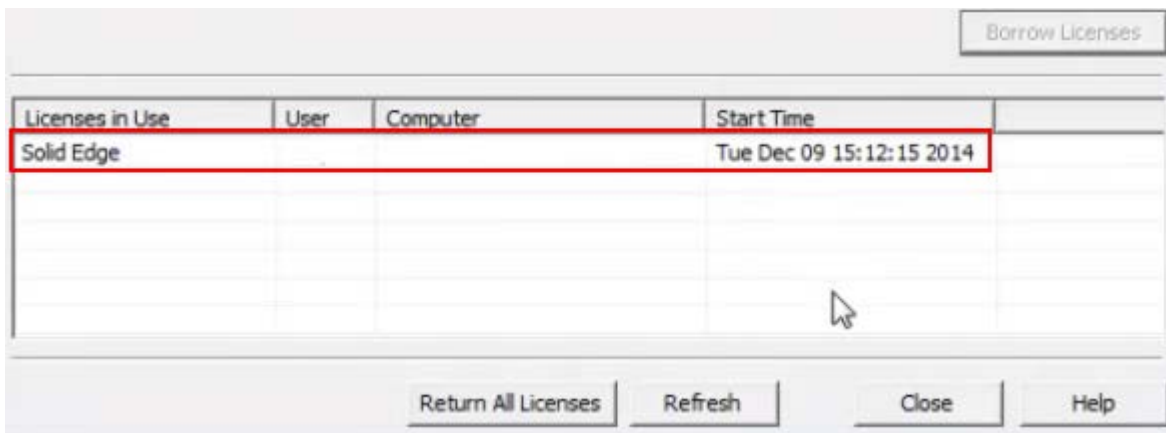 Borrow Licenses
Licenses in Use User Computer Start Time
Solid Edge Tue Dec 09 15:12:15 2014
Return All Licenses Refresh Close Help